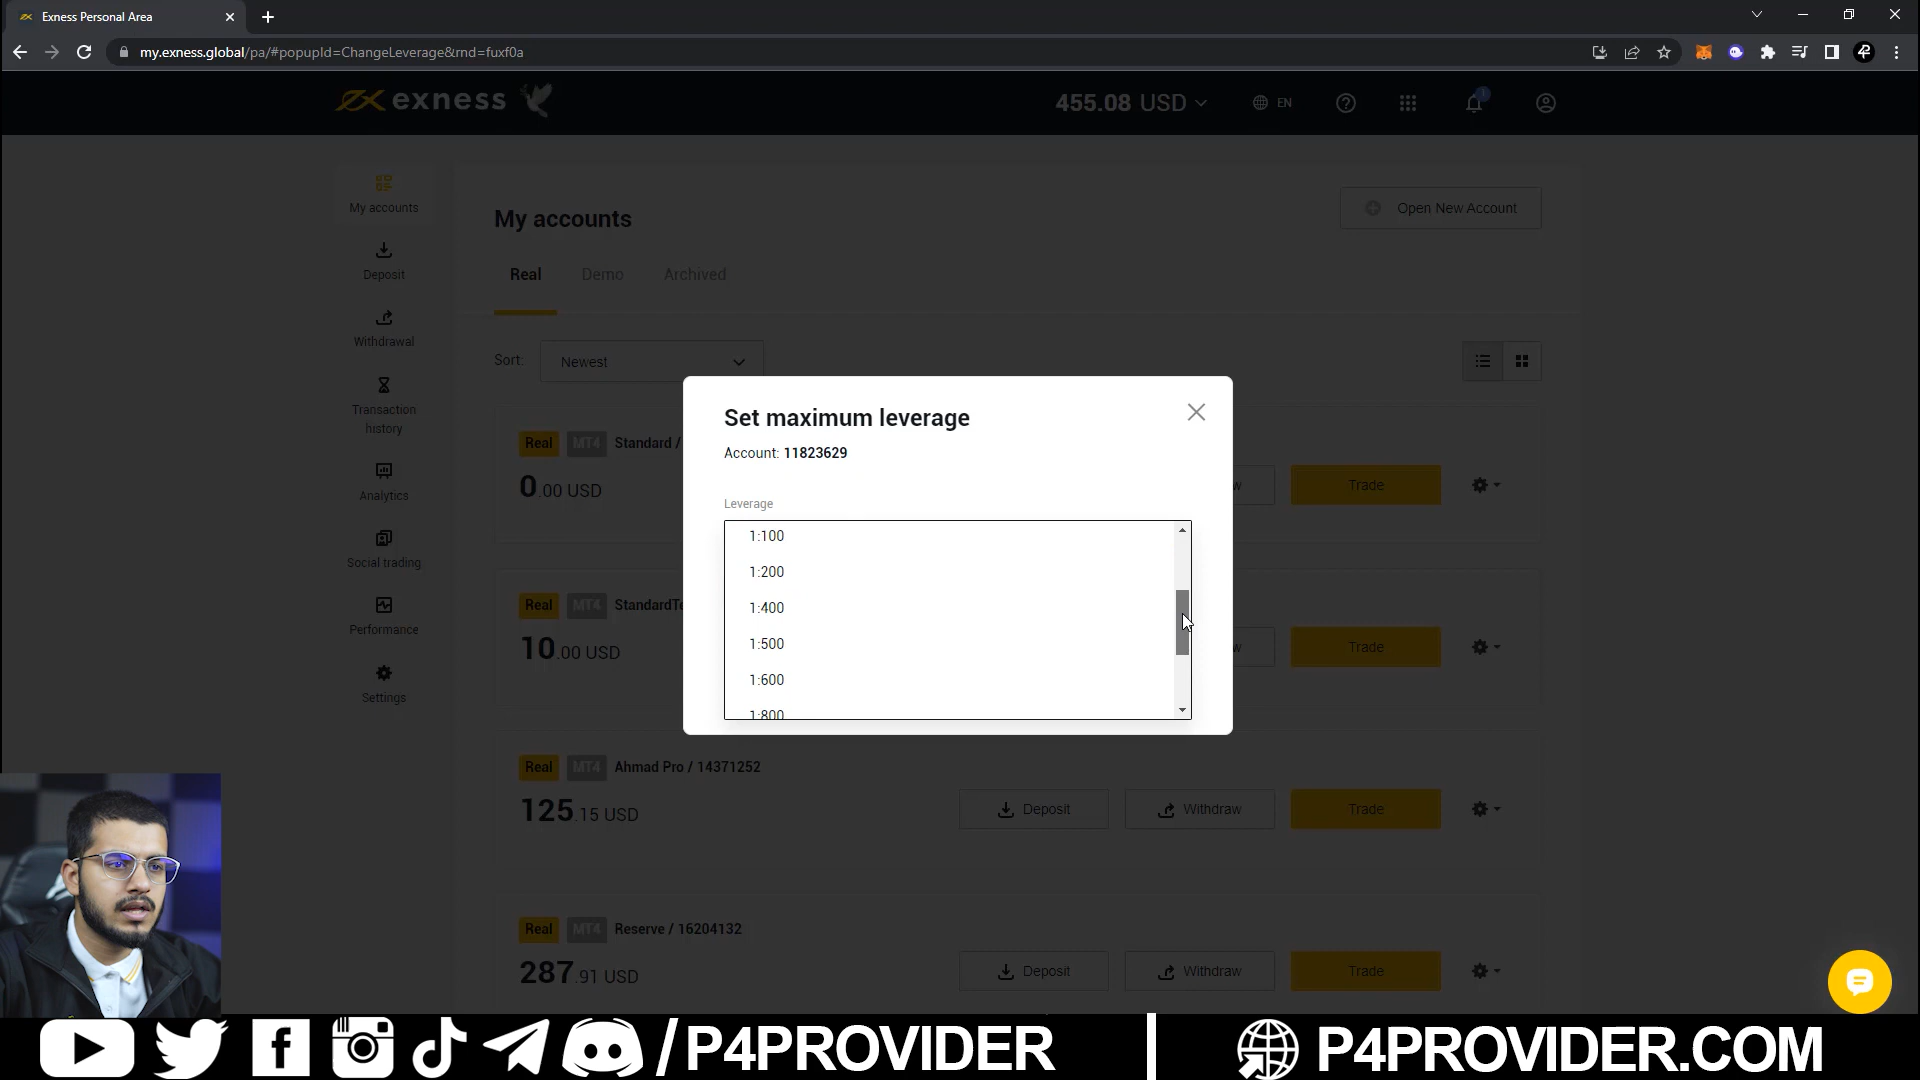 Exness Personal Area
my.exness.global/pa/#popupId=ChangeLeverage&rnd=fuxf0a
exness
455.08 USD
EN
1
My accounts
Deposit
Withdrawal
Transaction
history
Analytics
Social trading
Performance
Settings
My accounts
Open New Account
Real
Demo
Archived
Sort:
Newest
Real MT4 Standard /
0.00 USD
w
Trade
Real MT4 StandardTe
10.00 USD
w
Trade
Set maximum leverage
Account: 11823629
Leverage
1:100
1:200
1:400
1:500
1:600
1:800
Real MT4 Ahmad Pro / 14371252
125.15 USD
Deposit
Withdraw
Trade
Real MT4 Reserve / 16204132
287.91 USD
Deposit
Withdraw
Trade
/P4PROVIDER
P4PROVIDER.COM